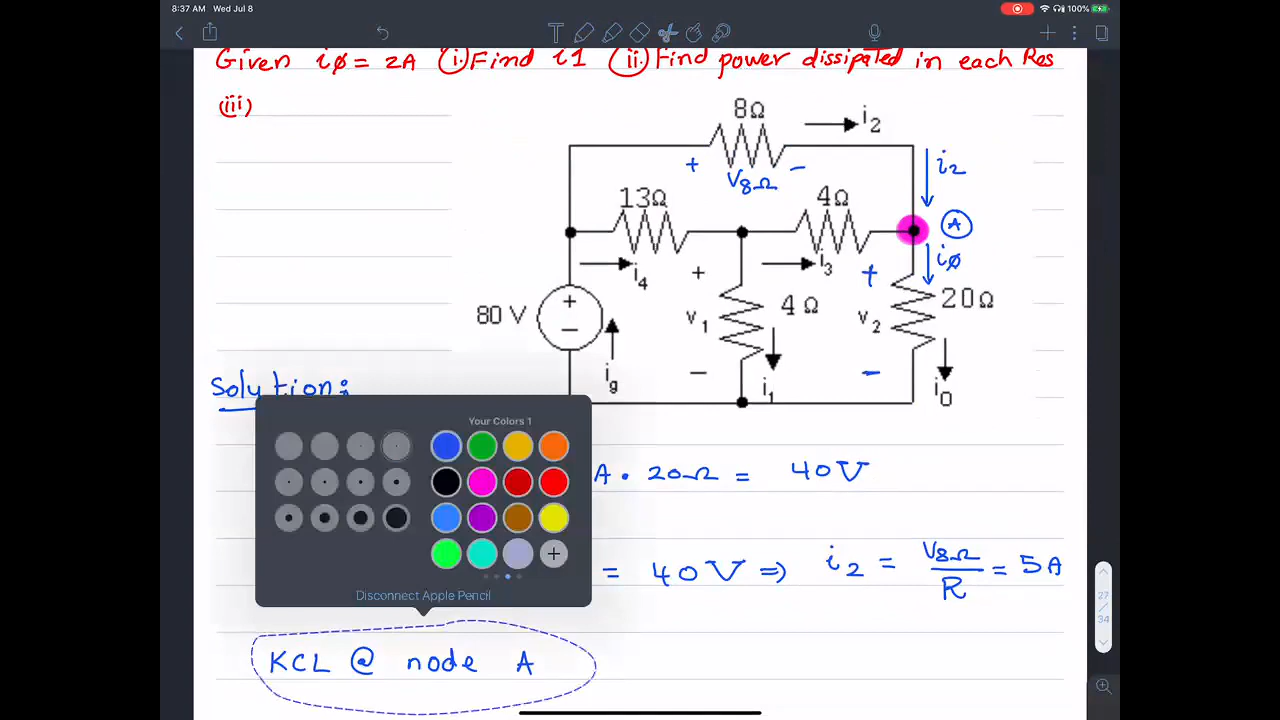 8:37 AM Wed Jul 8
100%
Given iø = 2A (i) Find i1 (ii) Find power dissipated in each Res
(iii)
8Ω
i2
+ V8Ω −
i2
13Ω
4Ω
A
i4
i3
iø
+
+
80 V
+
−
v1
4 Ω
v2
20Ω
−
−
ig
i1
i0
Solution:
Your Colors 1
A . 20Ω = 40V
= 40V ⇒ i2 = V8Ω / R = 5A
Disconnect Apple Pencil
27
/
34
KCL @ node A